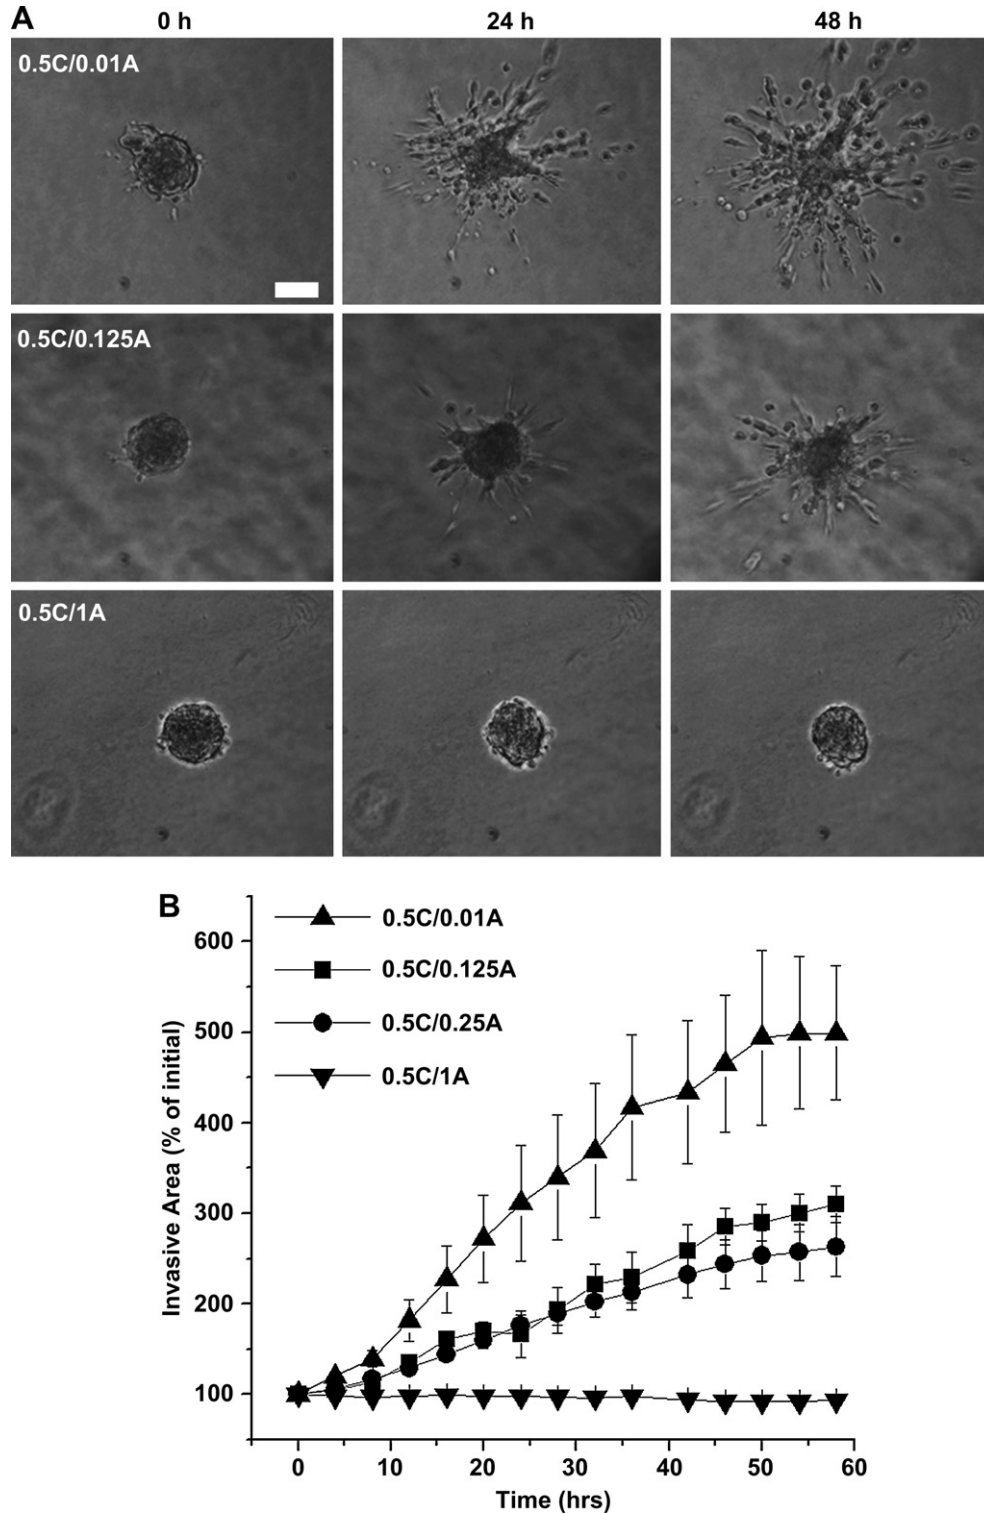 A
0 h
24 h
48 h
0.5C/0.01A
0.5C/0.125A
0.5C/1A
B
0.5C/0.01A
0.5C/0.125A
0.5C/0.25A
0.5C/1A
600
500
400
300
200
100
Invasive Area (% of initial)
0
10
20
30
40
50
60
Time (hrs)